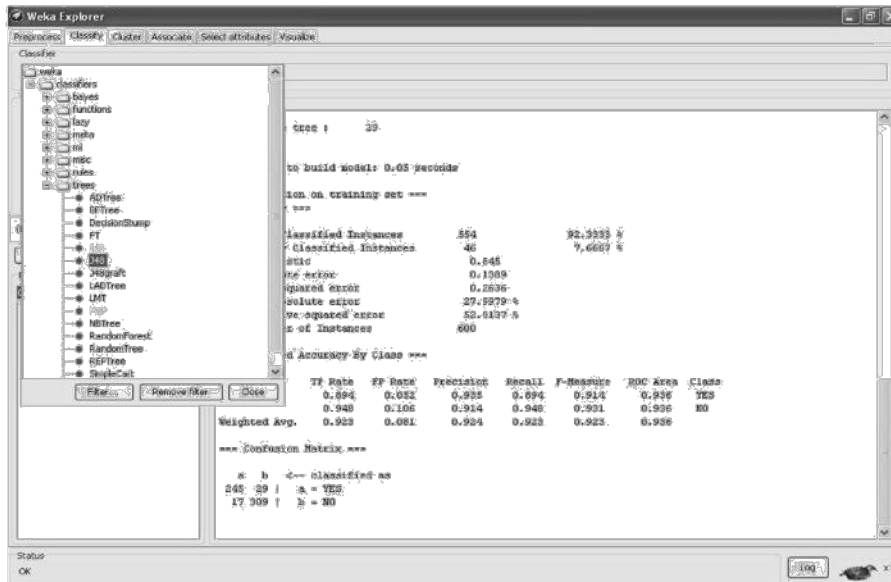 Weka Explorer
Preprocess Classify Cluster Associate Select attributes Visualize
Classifier
weka
classifiers
bayes
functions
lazy
meta
mi
misc
rules
trees
ADTree
BFTree
DecisionStump
FT
J48
J48graft
LADTree
LMT
NBTree
RandomForest
RandomTree
REPTree
SimpleCart
Filter... Remove filter Close
tree : 29
to build model: 0.03 seconds
ion on training set ===
===
lassified Instances 554 92.3333 %
Classified Instances 46 7.6667 %
istic 0.845
te error 0.1389
quared error 0.2636
solute error 27.9979 %
ve squared error 52.9137 %
r of Instances 600
d Accuracy By Class ===
TP Rate FP Rate Precision Recall F-Measure ROC Area Class
0.894 0.052 0.935 0.894 0.914 0.936 YES
0.948 0.106 0.914 0.948 0.931 0.936 NO
Weighted Avg. 0.923 0.081 0.924 0.923 0.923 0.936
=== Confusion Matrix ===
a b <-- classified as
245 29 | a = YES
17 309 | b = NO
Status
OK
Log
x